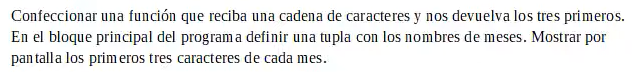 Confeccionar una función que reciba una cadena de caracteres y nos devuelva los tres primeros.
En el bloque principal del programa definir una tupla con los nombres de meses. Mostrar por
pantalla los primeros tres caracteres de cada mes.